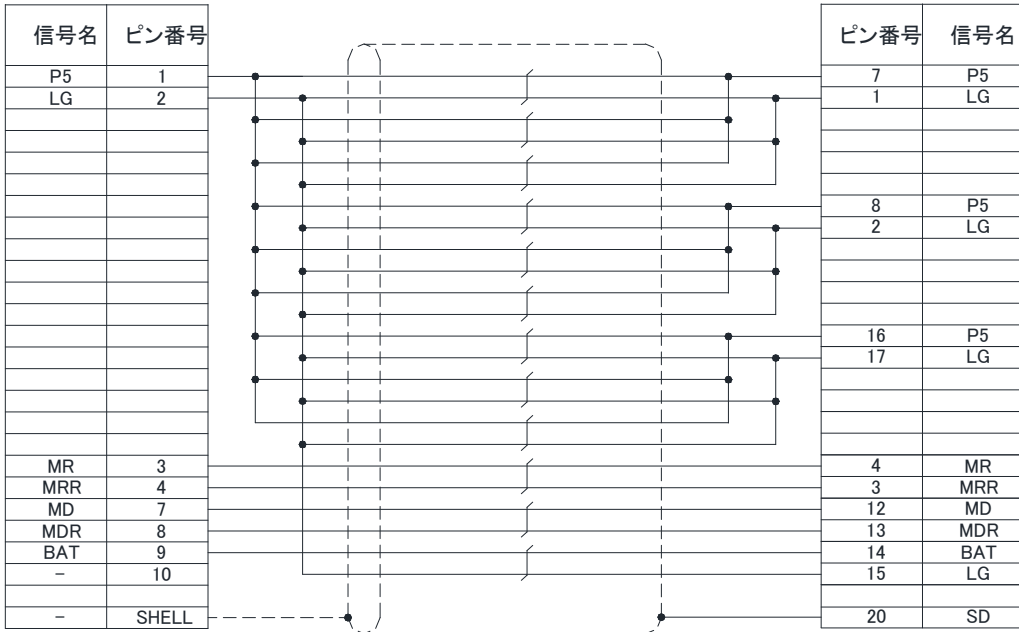 信号名 ピン番号 ピン番号 信号名
P5 1 7 P5
LG 2 1 LG
8 P5
2 LG
16 P5
17 LG
MR 3 4 MR
MRR 4 3 MRR
MD 7 12 MD
MDR 8 13 MDR
BAT 9 14 BAT
- 10 15 LG
- SHELL 20 SD